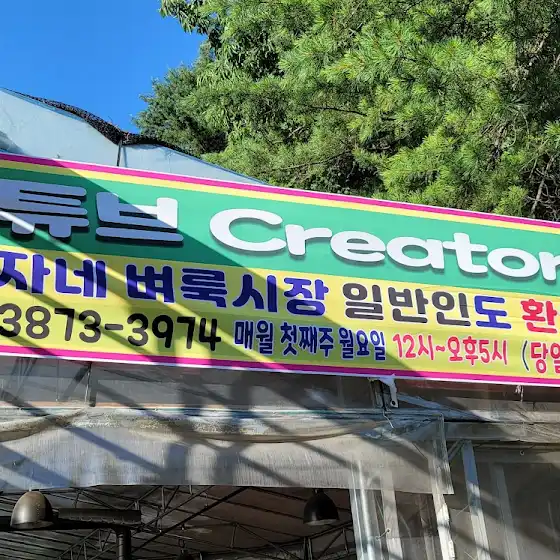 튜브 Creator
자네 벼룩시장 일반인도 환
3873-3974 매월 첫째주 월요일 12시~오후5시 (당일